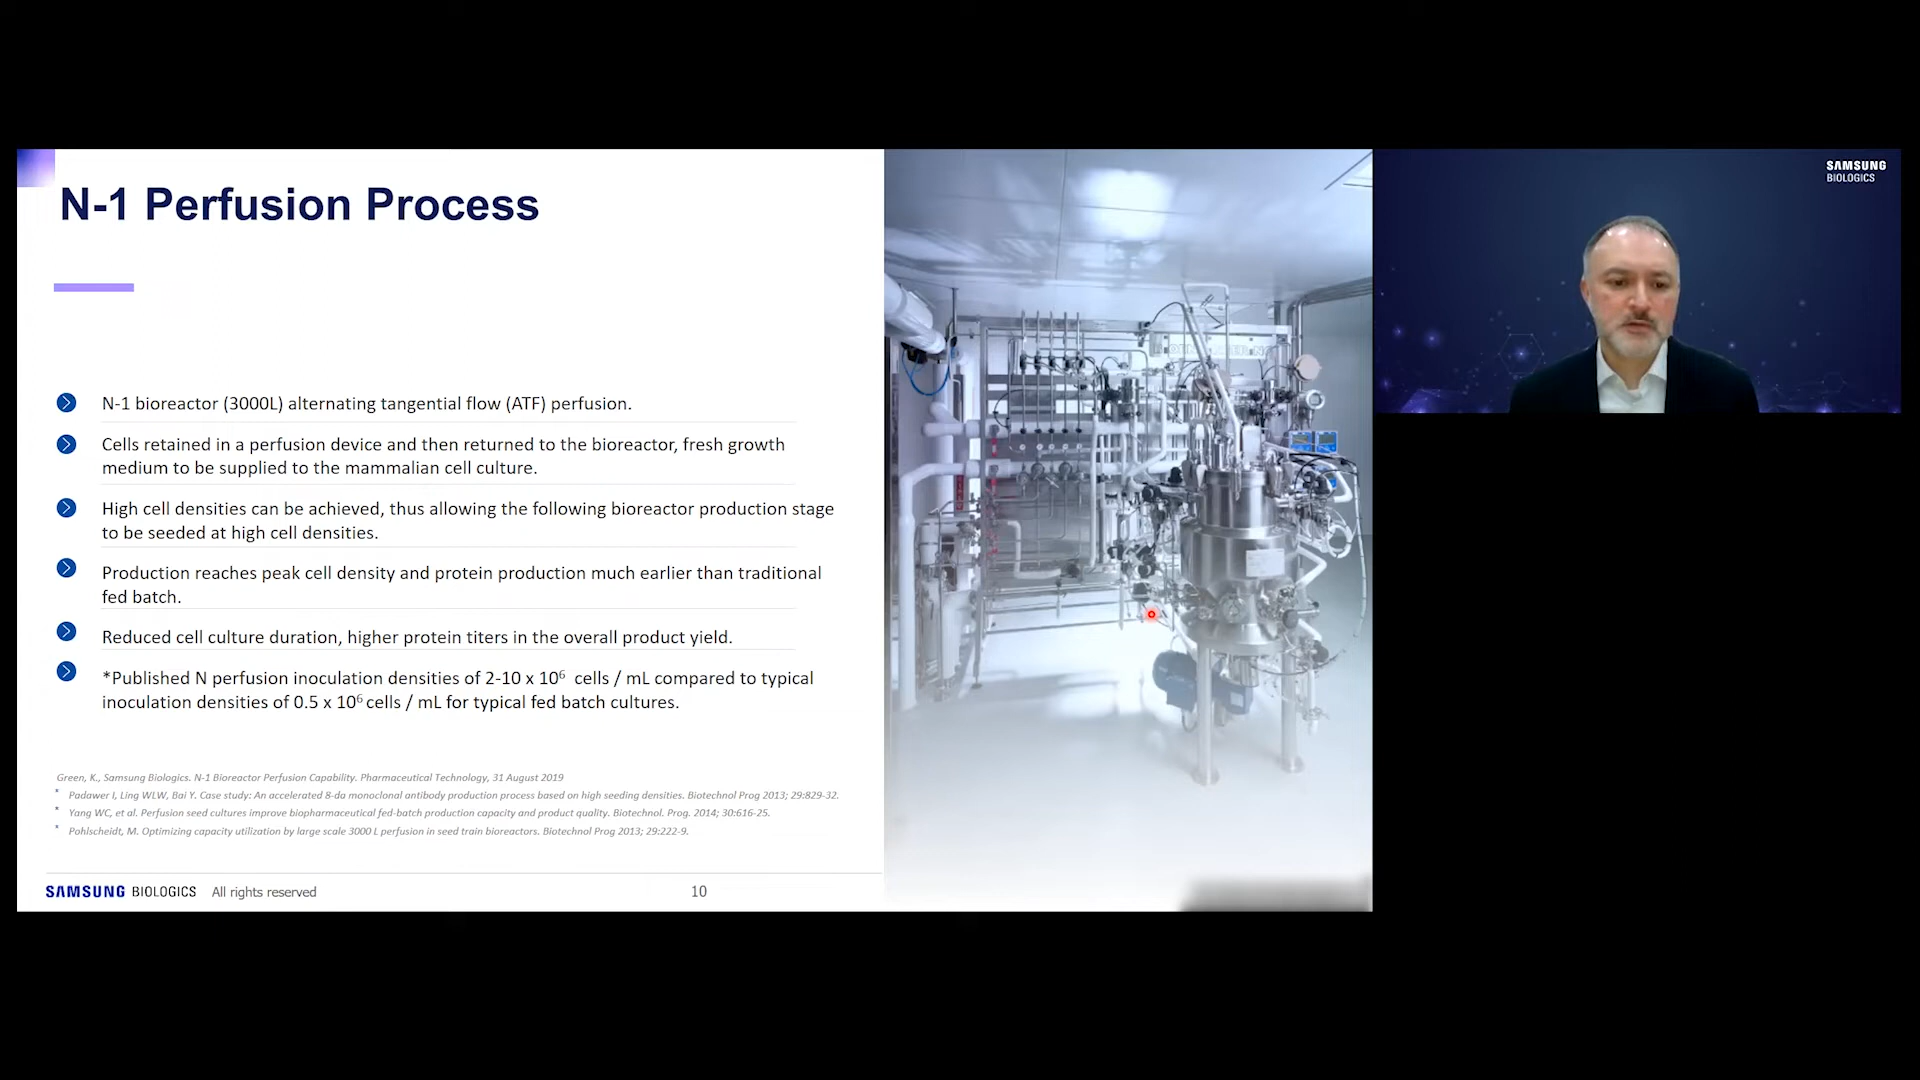 N-1 Perfusion Process
N-1 bioreactor (3000L) alternating tangential flow (ATF) perfusion.
Cells retained in a perfusion device and then returned to the bioreactor, fresh growth
medium to be supplied to the mammalian cell culture.
High cell densities can be achieved, thus allowing the following bioreactor production stage
to be seeded at high cell densities.
Production reaches peak cell density and protein production much earlier than traditional
fed batch.
Reduced cell culture duration, higher protein titers in the overall product yield.
*Published N perfusion inoculation densities of 2-10 x 10⁶ cells / mL compared to typical
inoculation densities of 0.5 x 10⁶ cells / mL for typical fed batch cultures.
Green, K., Samsung Biologics. N-1 Bioreactor Perfusion Capability. Pharmaceutical Technology, 31 August 2019
* Padawer I, Ling WLW, Bai Y. Case study: An accelerated 8-da monoclonal antibody production process based on high seeding densities. Biotechnol Prog 2013; 29:829-32.
* Yang WC, et al. Perfusion seed cultures improve biopharmaceutical fed-batch production capacity and product quality. Biotechnol. Prog. 2014; 30:616-25.
* Pohlscheidt, M. Optimizing capacity utilization by large scale 3000 L perfusion in seed train bioreactors. Biotechnol Prog 2013; 29:222-9.
SAMSUNG BIOLOGICS All rights reserved
10
SAMSUNG
BIOLOGICS